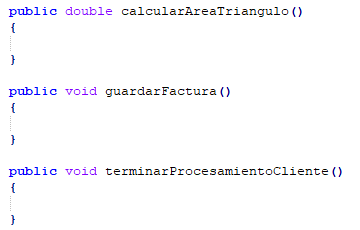 public double calcularAreaTriangulo()
{
}
public void guardarFactura()
{
}
public void terminarProcesamientoCliente()
{
}